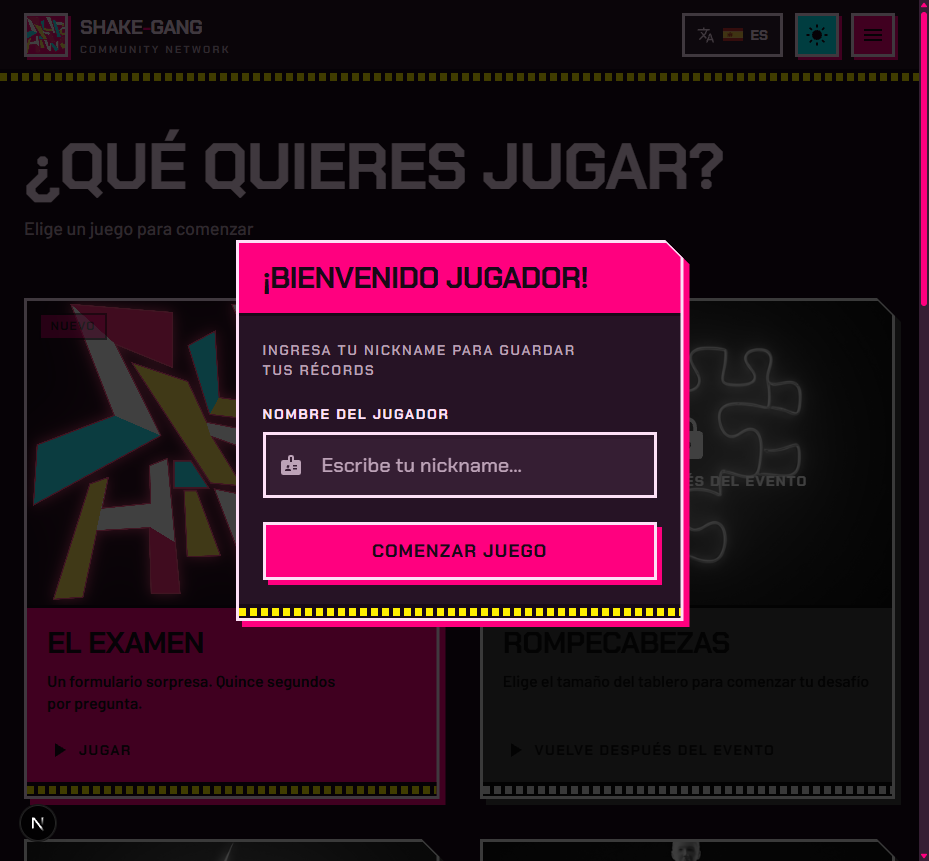 SHAKE-GANG
COMMUNITY NETWORK
ES
¿QUÉ QUIERES JUGAR?
Elige un juego para comenzar
¡BIENVENIDO JUGADOR!
NUEVO
INGRESA TU NICKNAME PARA GUARDAR
TUS RÉCORDS
NOMBRE DEL JUGADOR
Escribe tu nickname...
DEL EVENTO
COMENZAR JUEGO
EL EXAMEN
ROMPECABEZAS
Un formulario sorpresa. Quince segundos
por pregunta.
Elige el tamaño del tablero para comenzar tu desafío
JUGAR
VUELVE DESPUÉS DEL EVENTO
N